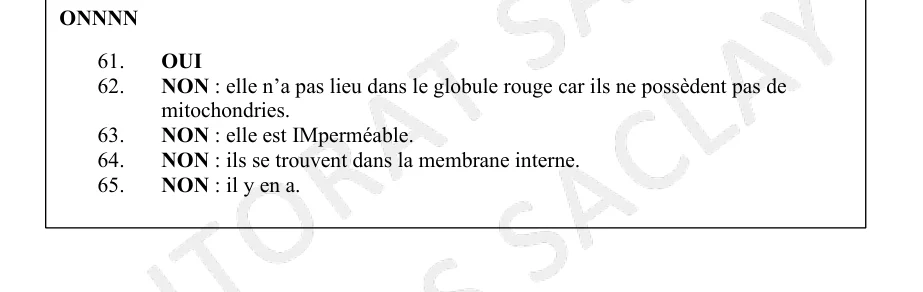 ONNNN
61. OUI
62. NON : elle n'a pas lieu dans le globule rouge car ils ne possèdent pas de
mitochondries.
63. NON : elle est IMperméable.
64. NON : ils se trouvent dans la membrane interne.
65. NON : il y en a.
SACLAY